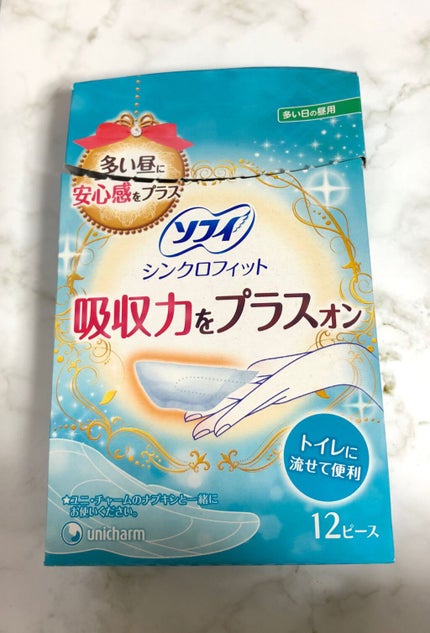 多い日の昼用
多い昼に
安心感をプラス
ソフィ
シンクロフィット
吸収力をプラスオン
トイレに
流せて便利
★ユニ・チャームのナプキンと一緒に
お使いください。
unicharm
12ピース